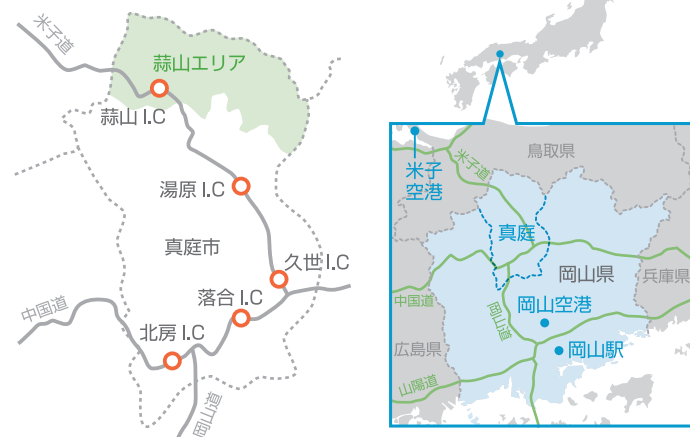 米子道
蒜山エリア
蒜山 I.C
湯原 I.C
真庭市
久世 I.C
落合 I.C
中国道
北房 I.C
岡山道
鳥取県
米子道
米子
空港
真庭
岡山県
兵庫県
中国道
岡山道
岡山空港
広島県
岡山駅
山陽道